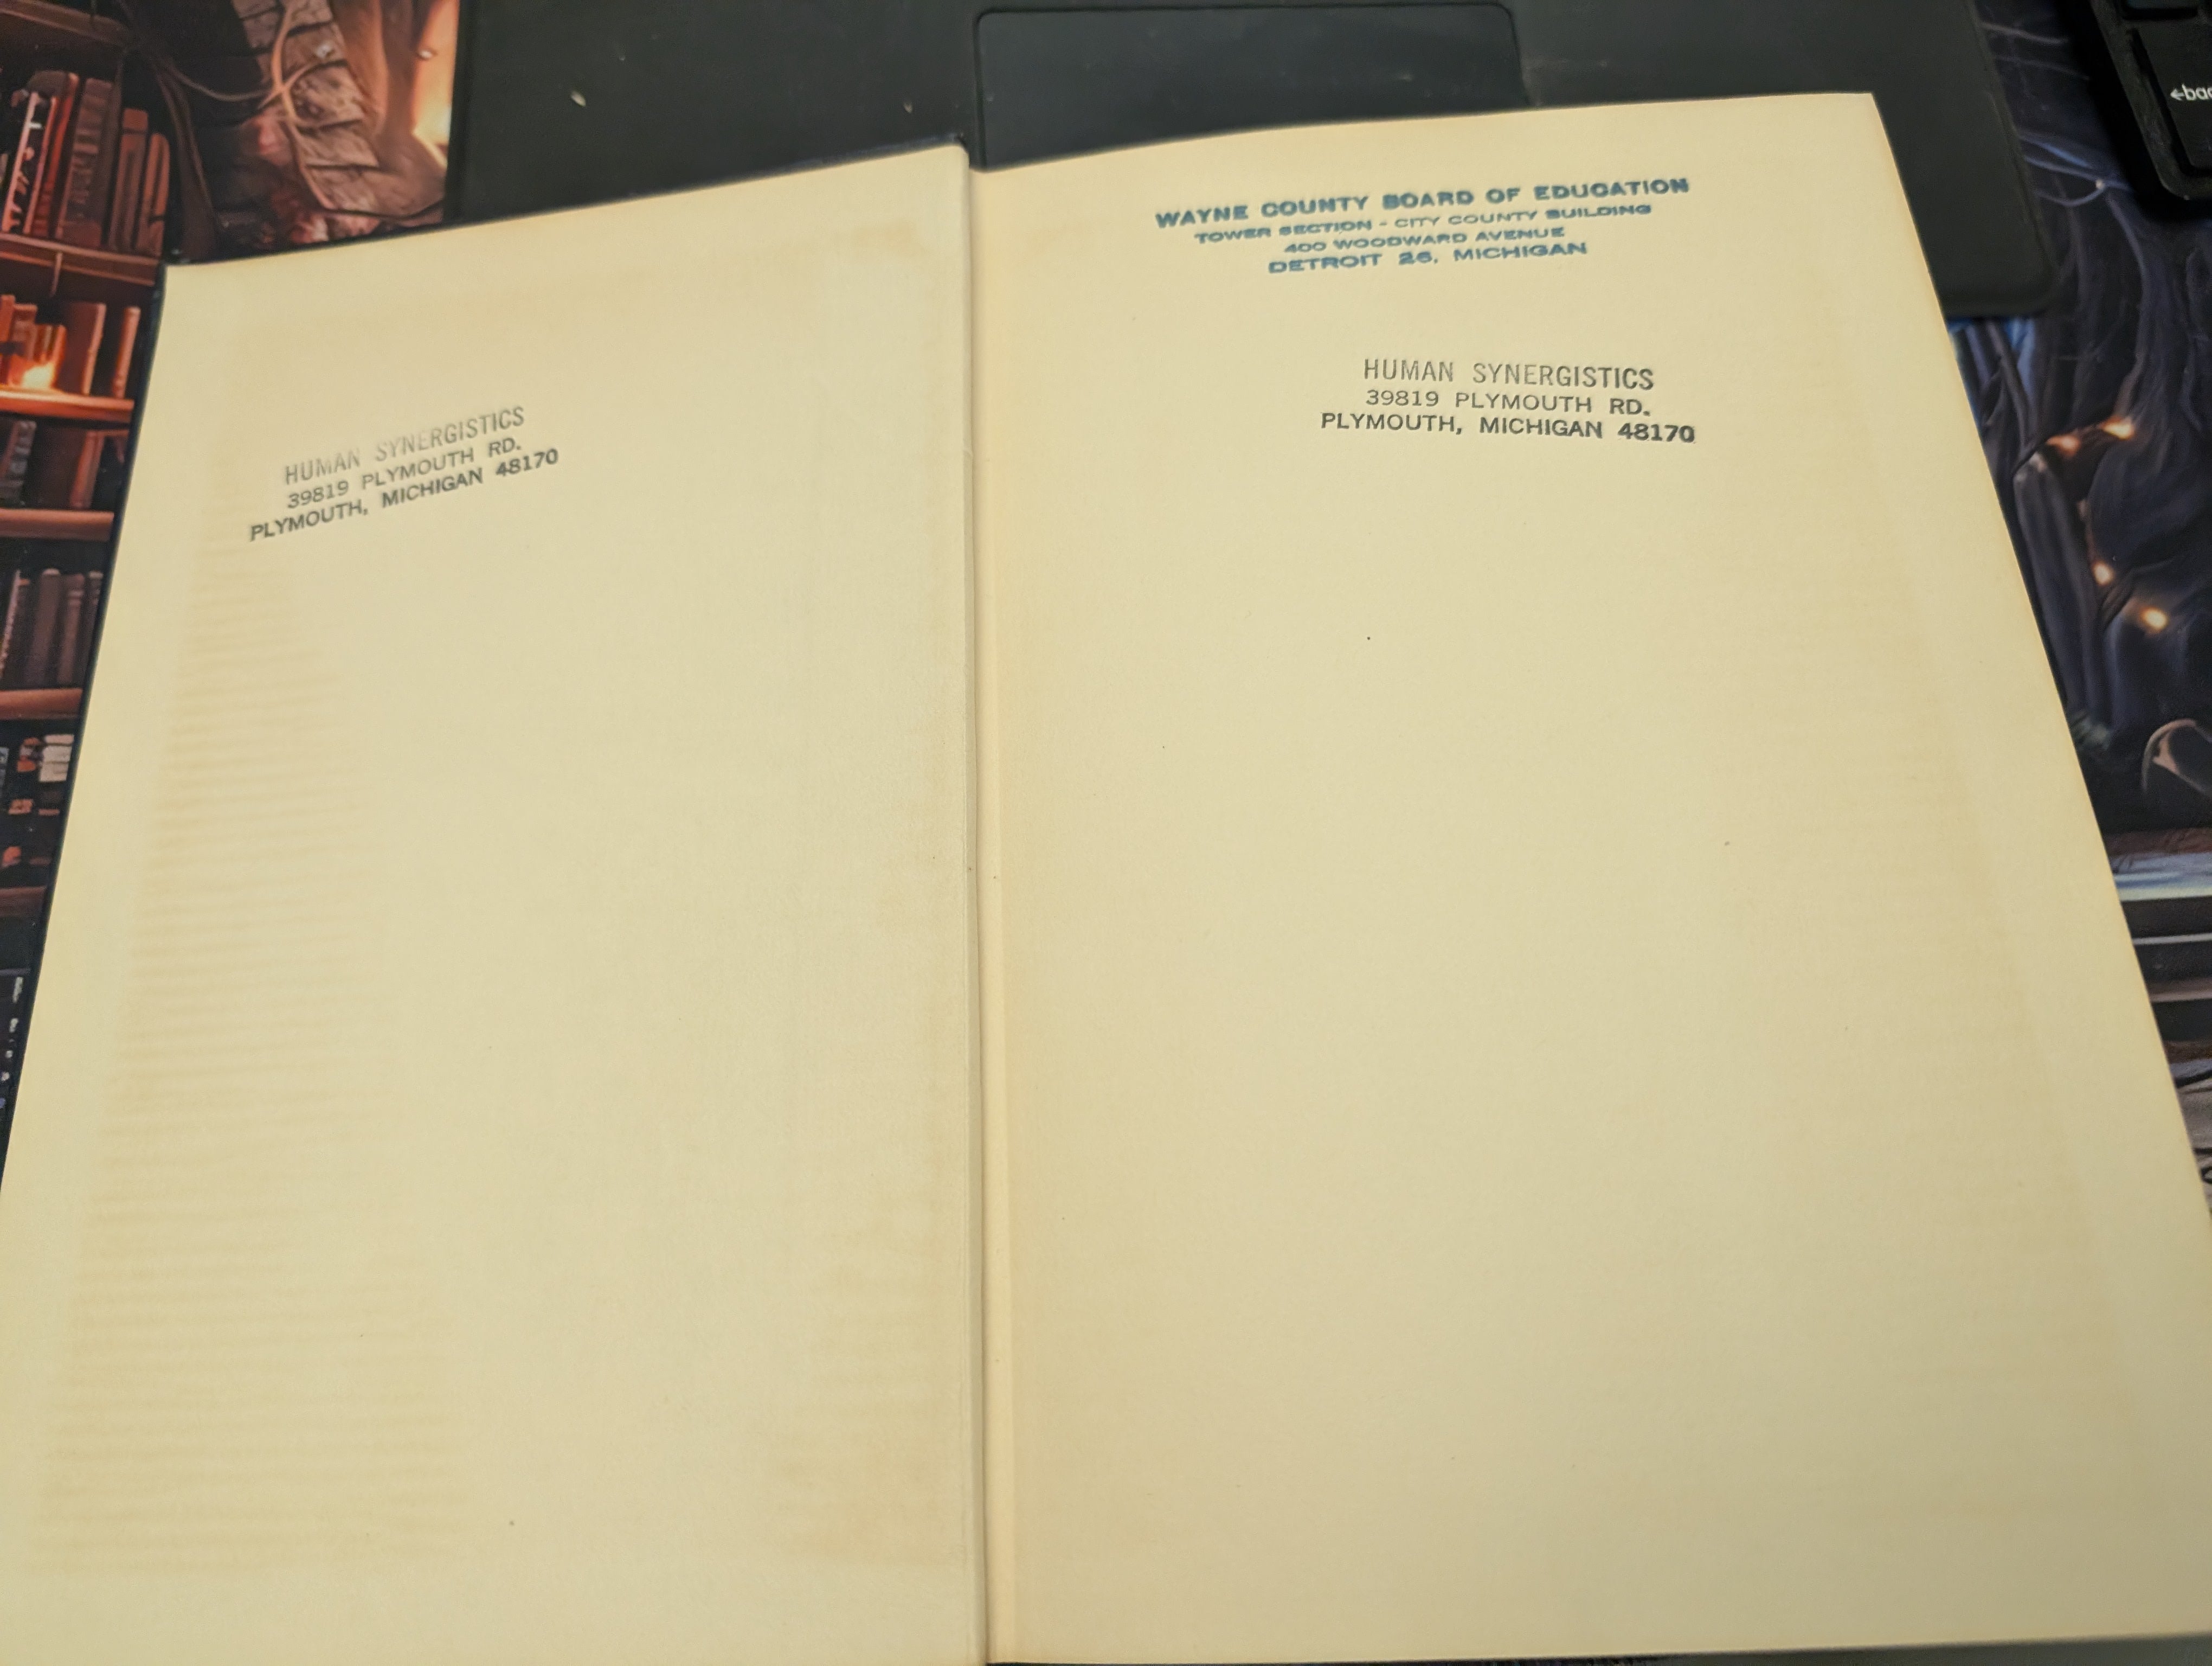 HUMAN SYNERGISTICS
39819 PLYMOUTH RD.
PLYMOUTH, MICHIGAN 48170
WAYNE COUNTY BOARD OF EDUCATION
TOWER SECTION - CITY COUNTY BUILDING
400 WOODWARD AVENUE
DETROIT 26, MICHIGAN
HUMAN SYNERGISTICS
39819 PLYMOUTH RD.
PLYMOUTH, MICHIGAN 48170